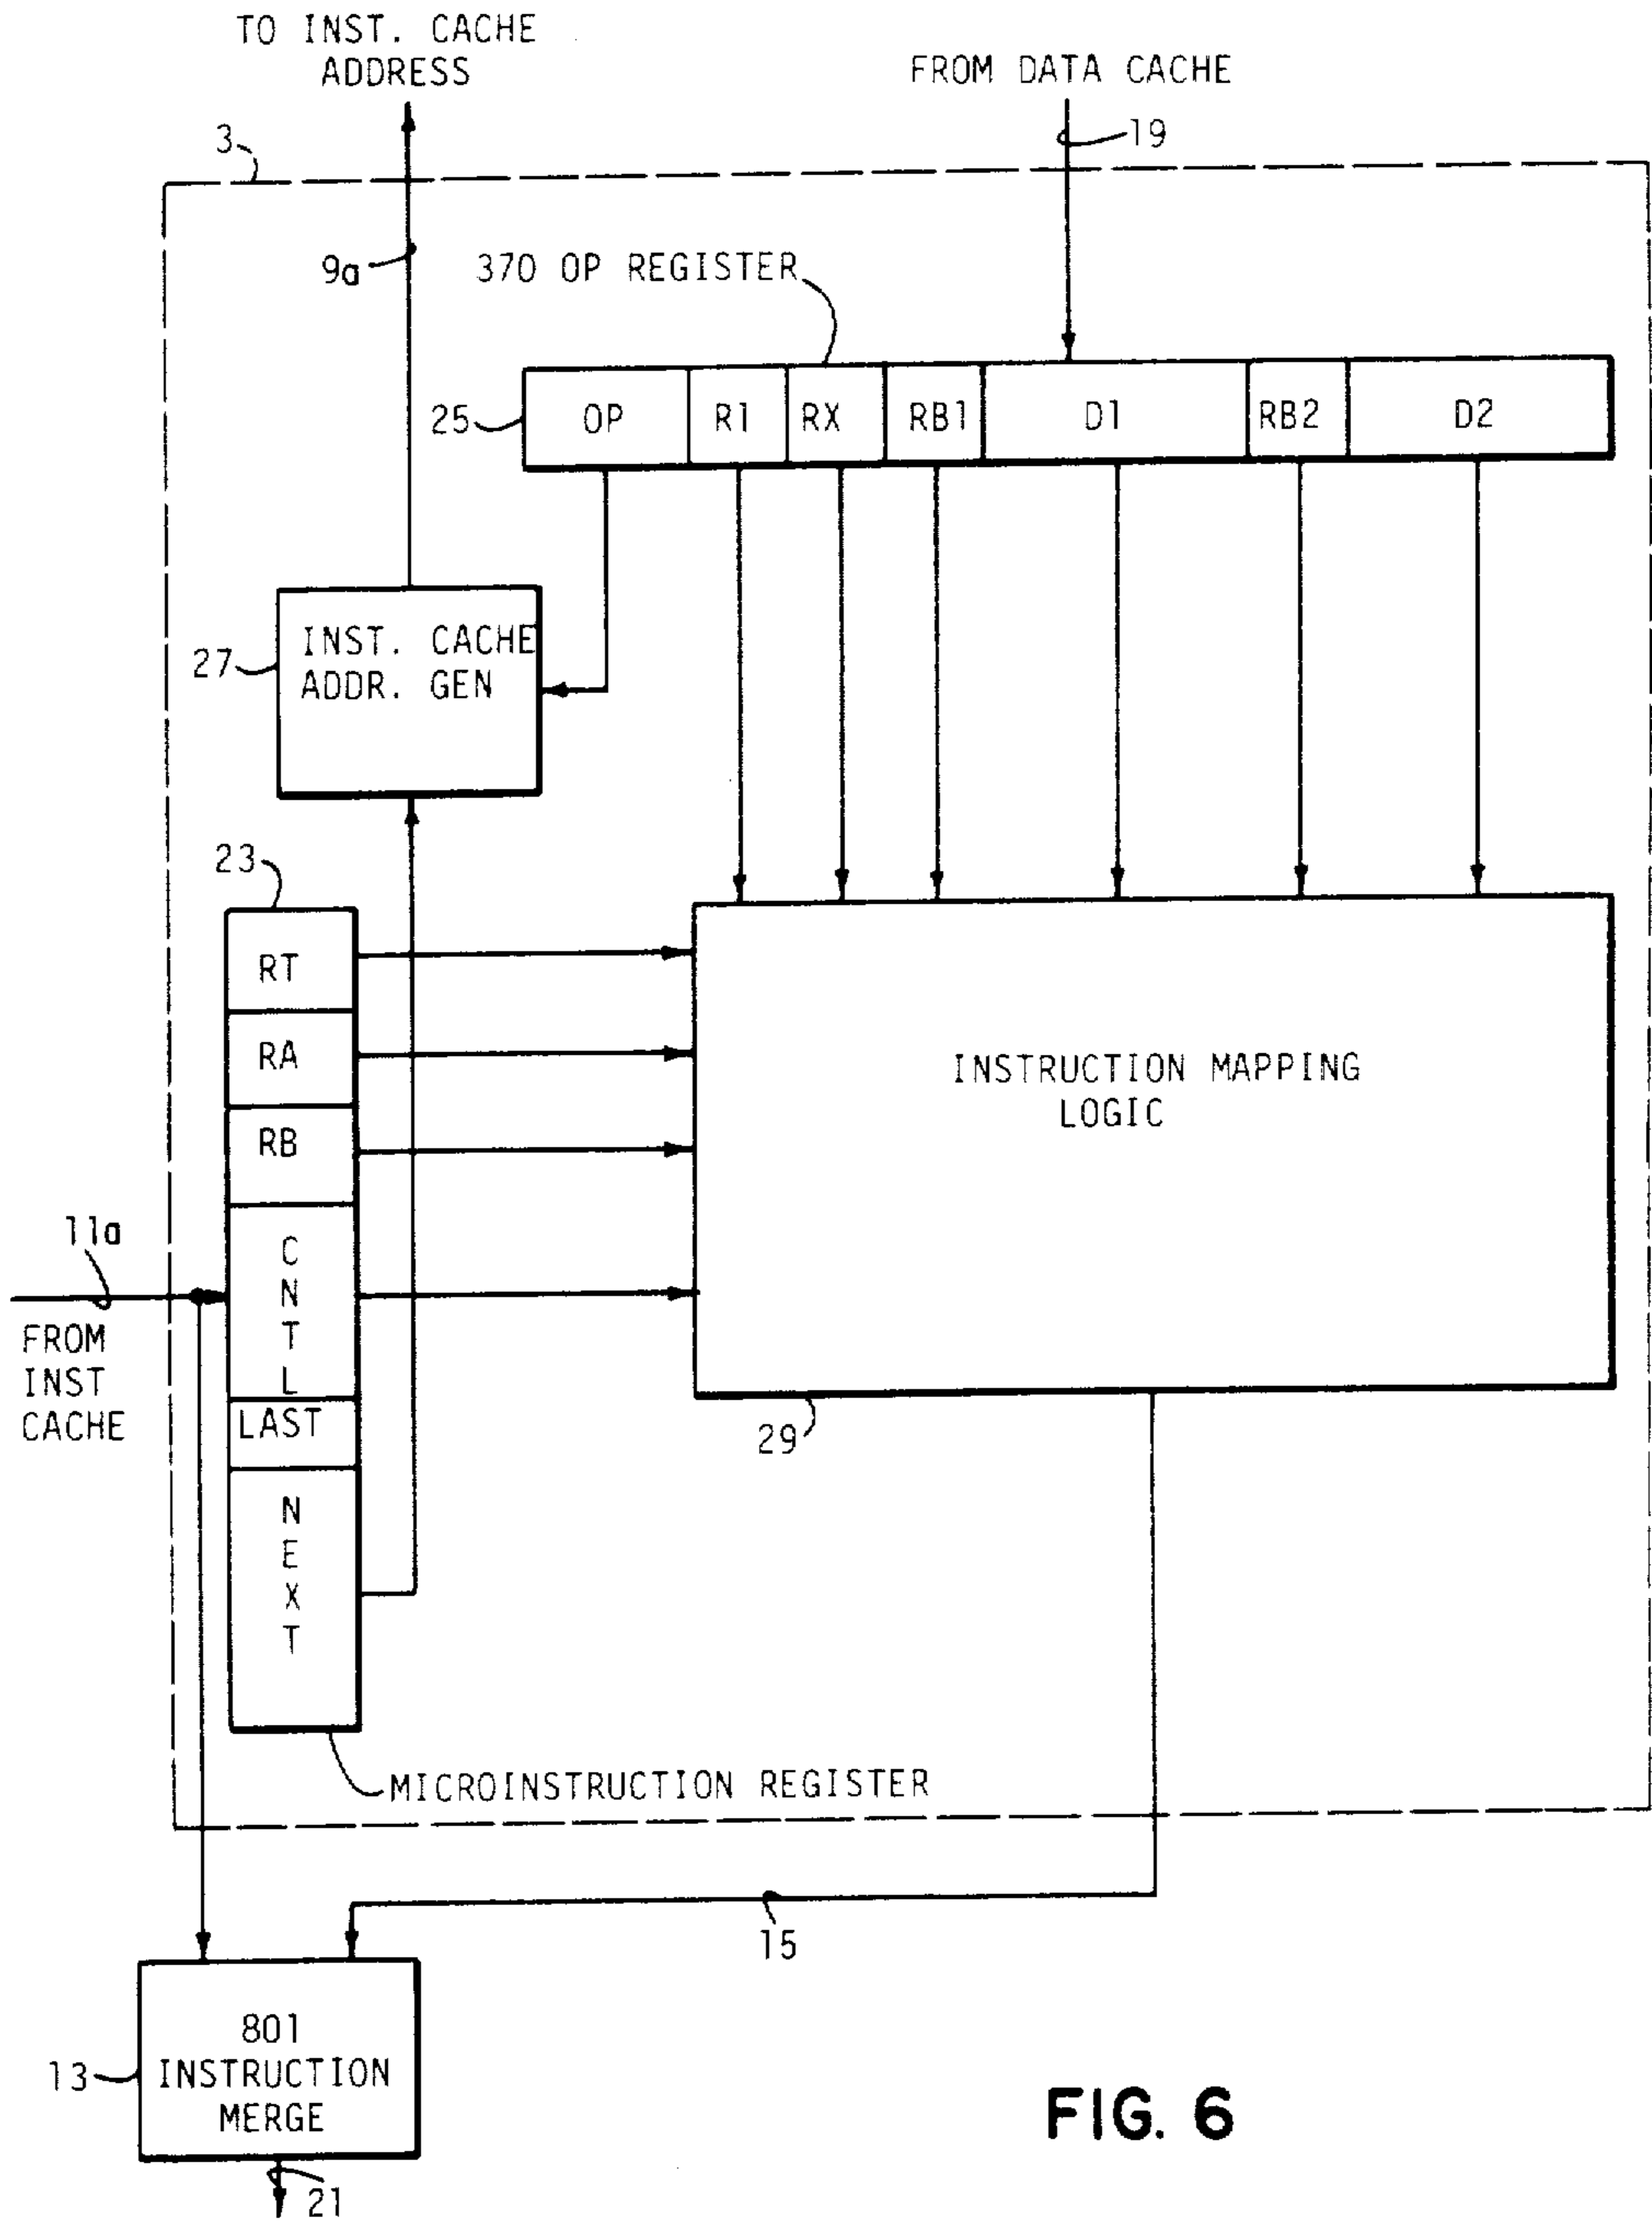 TO INST. CACHE
ADDRESS
FROM DATA CACHE
19
3
9a
370 OP REGISTER
25
OP
R1
RX
RB1
D1
RB2
D2
27
INST. CACHE
ADDR. GEN
23
RT
RA
RB
CNTL
LAST
NEXT
INSTRUCTION MAPPING
LOGIC
11a
FROM
INST
CACHE
29
MICROINSTRUCTION REGISTER
15
13
801
INSTRUCTION
MERGE
21
FIG. 6